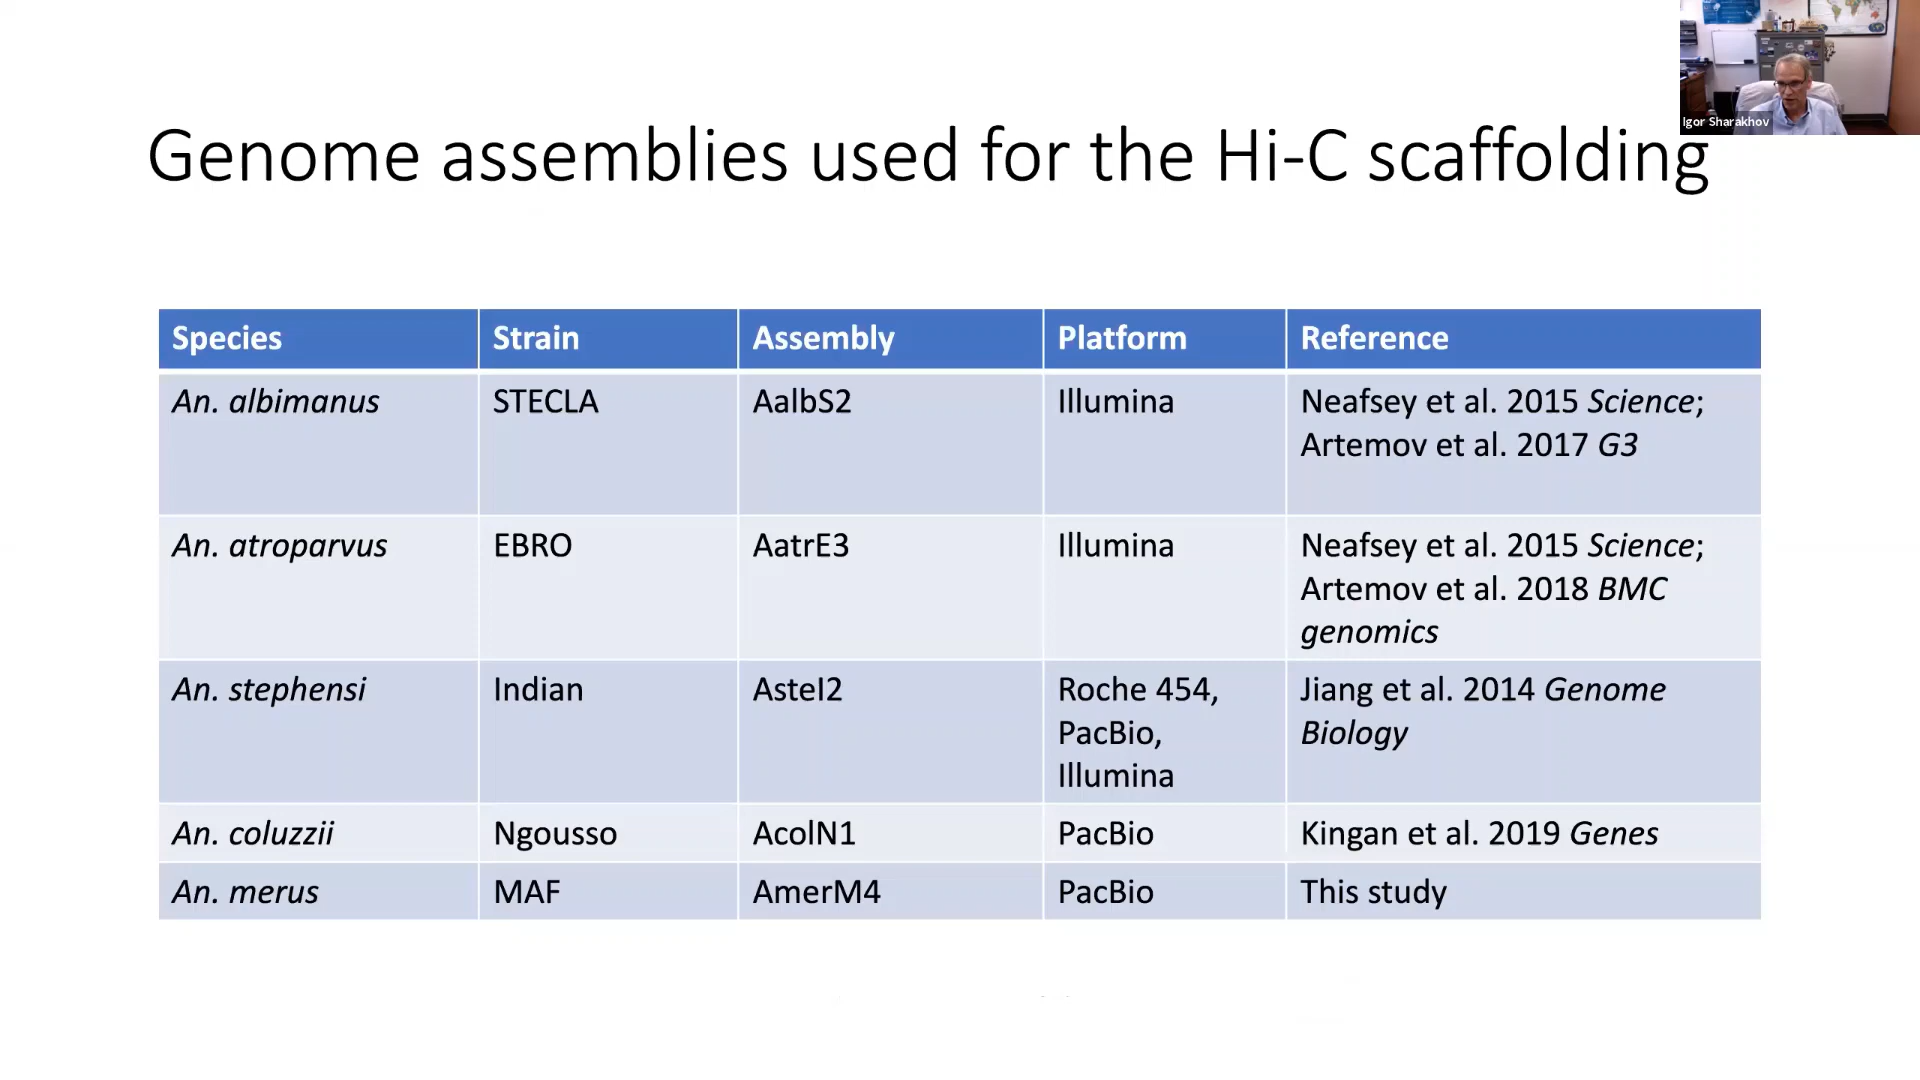 Igor Sharakhov
Genome assemblies used for the Hi-C scaffolding
Species Strain Assembly Platform Reference
An. albimanus STECLA AalbS2 Illumina Neafsey et al. 2015 Science;
Artemov et al. 2017 G3
An. atroparvus EBRO AatrE3 Illumina Neafsey et al. 2015 Science;
Artemov et al. 2018 BMC
genomics
An. stephensi Indian AsteI2 Roche 454, Jiang et al. 2014 Genome
PacBio, Biology
Illumina
An. coluzzii Ngousso AcolN1 PacBio Kingan et al. 2019 Genes
An. merus MAF AmerM4 PacBio This study